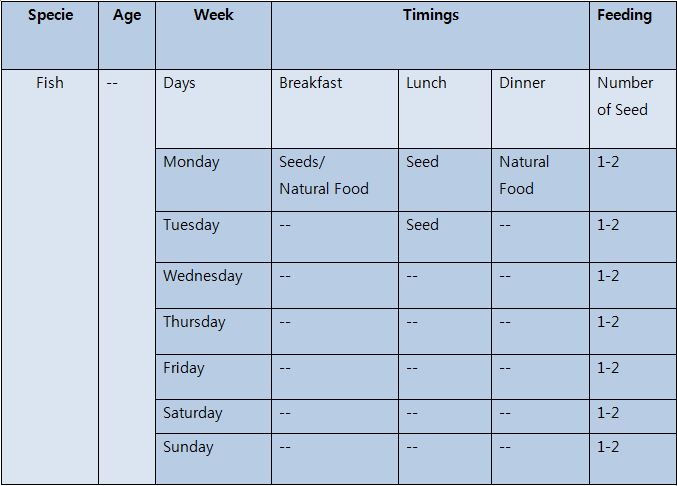 Specie Age Week Timings Feeding
Fish -- Days Breakfast Lunch Dinner Number of Seed
Monday Seeds/ Natural Food Seed Natural Food 1-2
Tuesday -- Seed -- 1-2
Wednesday -- -- -- 1-2
Thursday -- -- -- 1-2
Friday -- -- -- 1-2
Saturday -- -- -- 1-2
Sunday -- -- -- 1-2